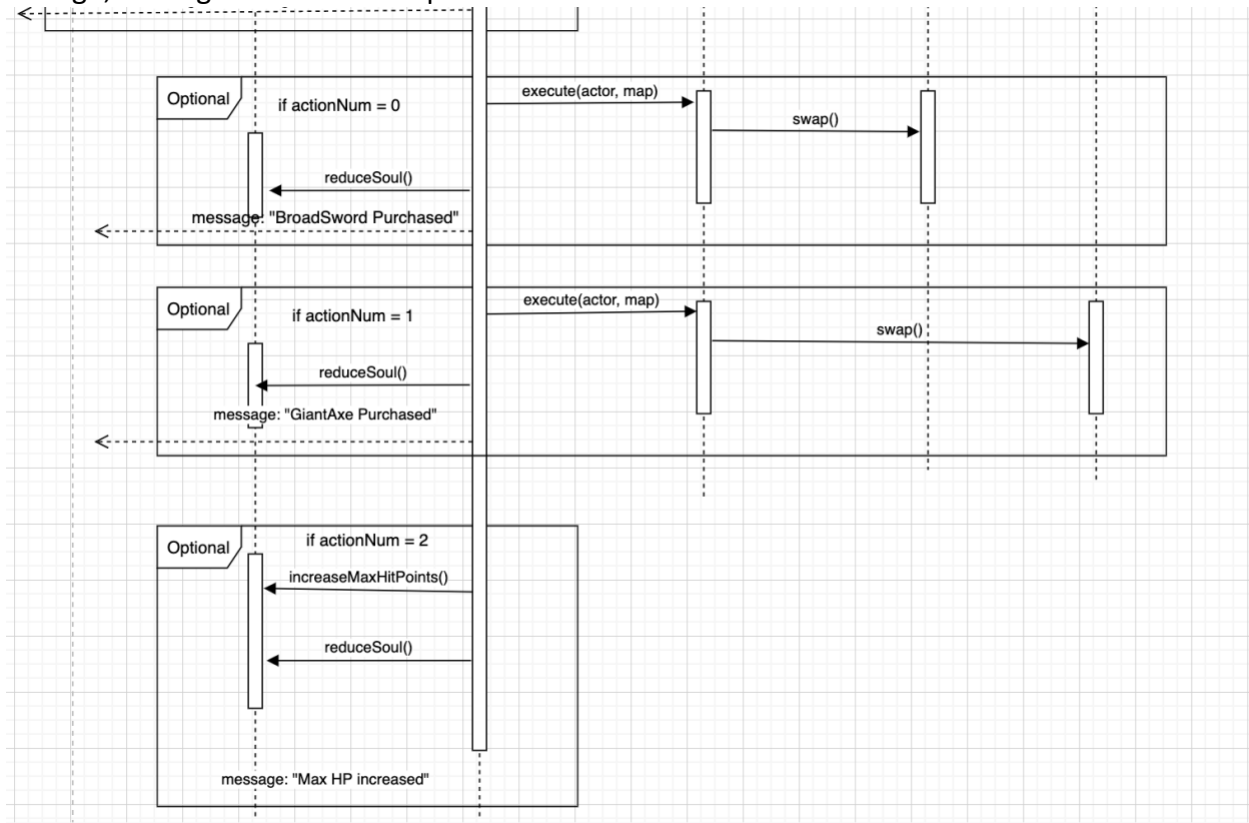 execute(actor, map)
Optional
if actionNum = 0
swap()
reduceSoul()
message: "BroadSword Purchased"
execute(actor, map)
Optional
if actionNum = 1
swap()
reduceSoul()
message: "GiantAxe Purchased"
Optional
if actionNum = 2
increaseMaxHitPoints()
reduceSoul()
message: "Max HP increased"